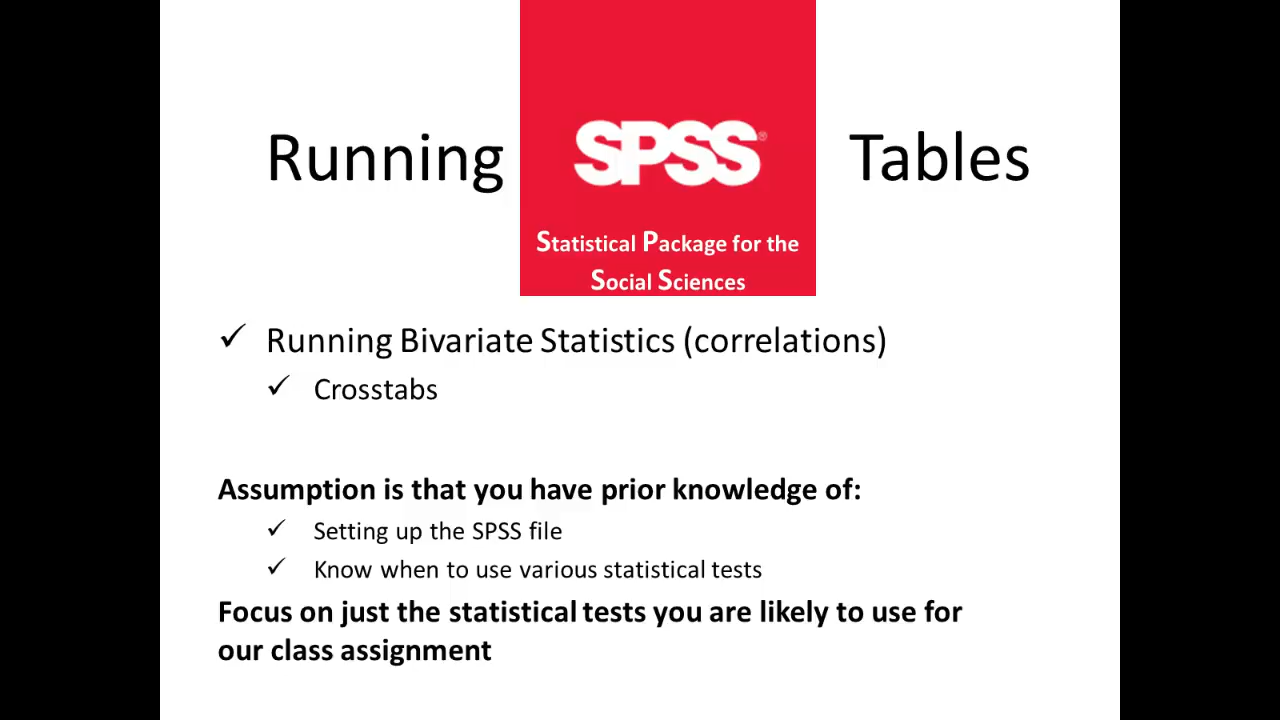 Running SPSS® Tables
Statistical Package for the
Social Sciences
✓ Running Bivariate Statistics (correlations)
✓ Crosstabs
Assumption is that you have prior knowledge of:
✓ Setting up the SPSS file
✓ Know when to use various statistical tests
Focus on just the statistical tests you are likely to use for
our class assignment